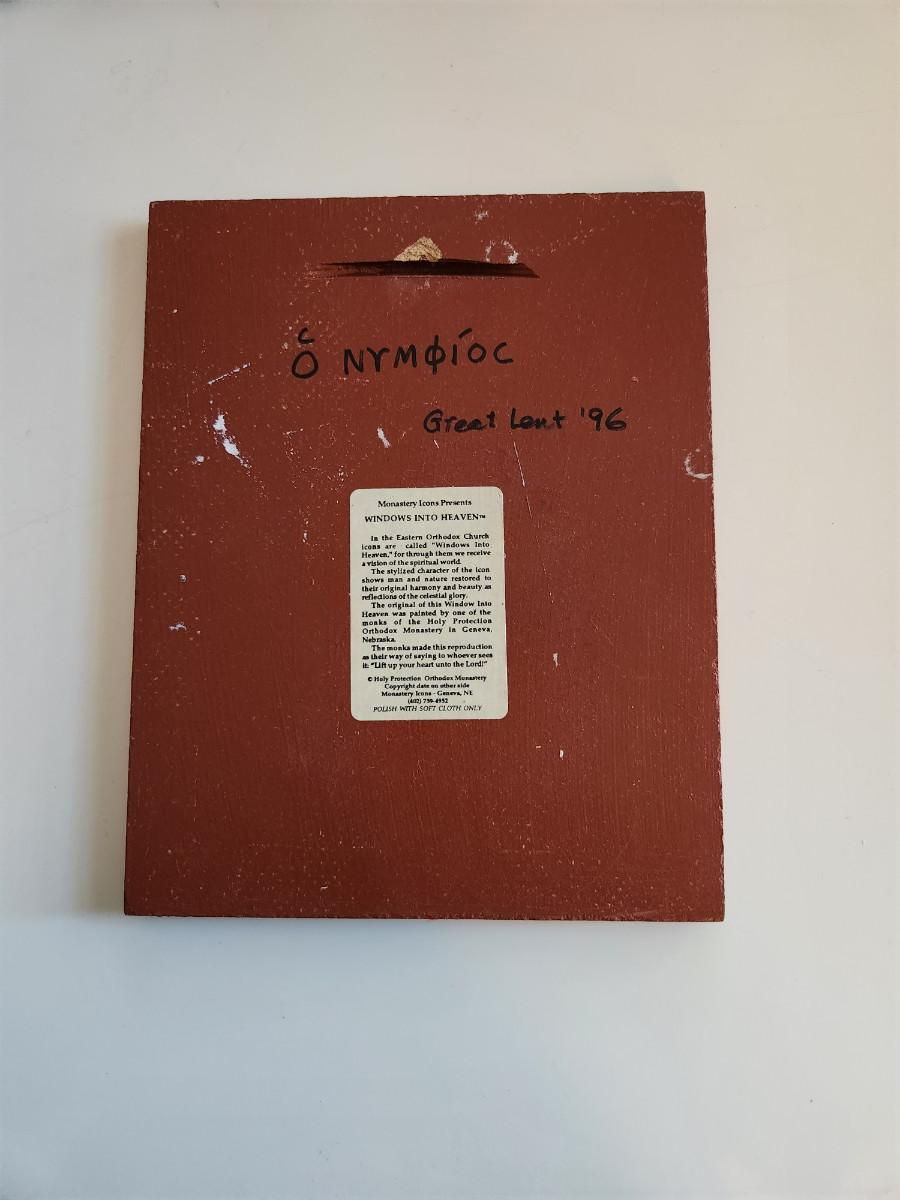 Ὁ ΝΥΜΦίΟC
Great Lent '96
Monastery Icons Presents
WINDOWS INTO HEAVEN™
In the Eastern Orthodox Church
icons are called "Windows Into
Heaven," for through them we receive
a vision of the spiritual world.
The stylized character of the icon
shows man and nature restored to
their original harmony and beauty as
reflections of the celestial glory.
The original of this Window Into
Heaven was painted by one of the
monks of the Holy Protection
Orthodox Monastery in Geneva,
Nebraska.
The monks made this reproduction
as their way of saying to whoever sees
it: "Lift up your heart unto the Lord!"
© Holy Protection Orthodox Monastery
Copyright date on other side
Monastery Icons - Geneva, NE
(402) 759-4952
POLISH WITH SOFT CLOTH ONLY